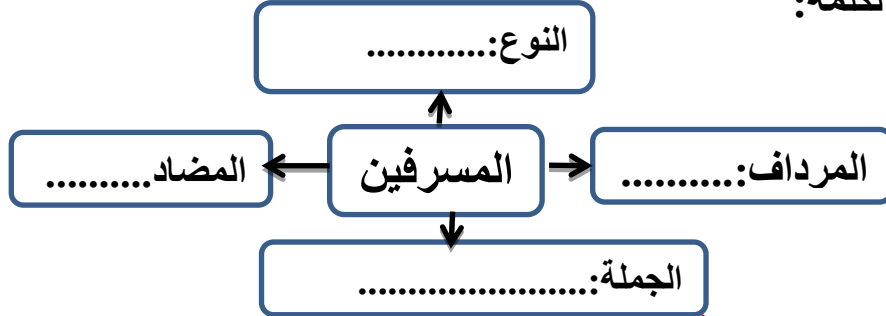 النوع:............
المرداف:..........
المسرفين
المضاد..........
الجملة:.......................